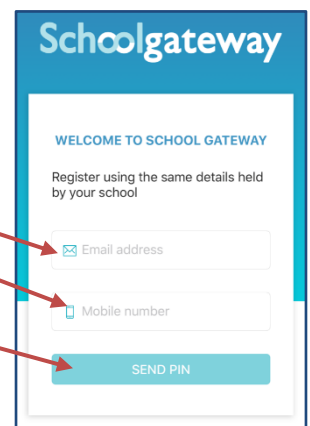 Schoolgateway
WELCOME TO SCHOOL GATEWAY
Register using the same details held
by your school
Email address
Mobile number
SEND PIN